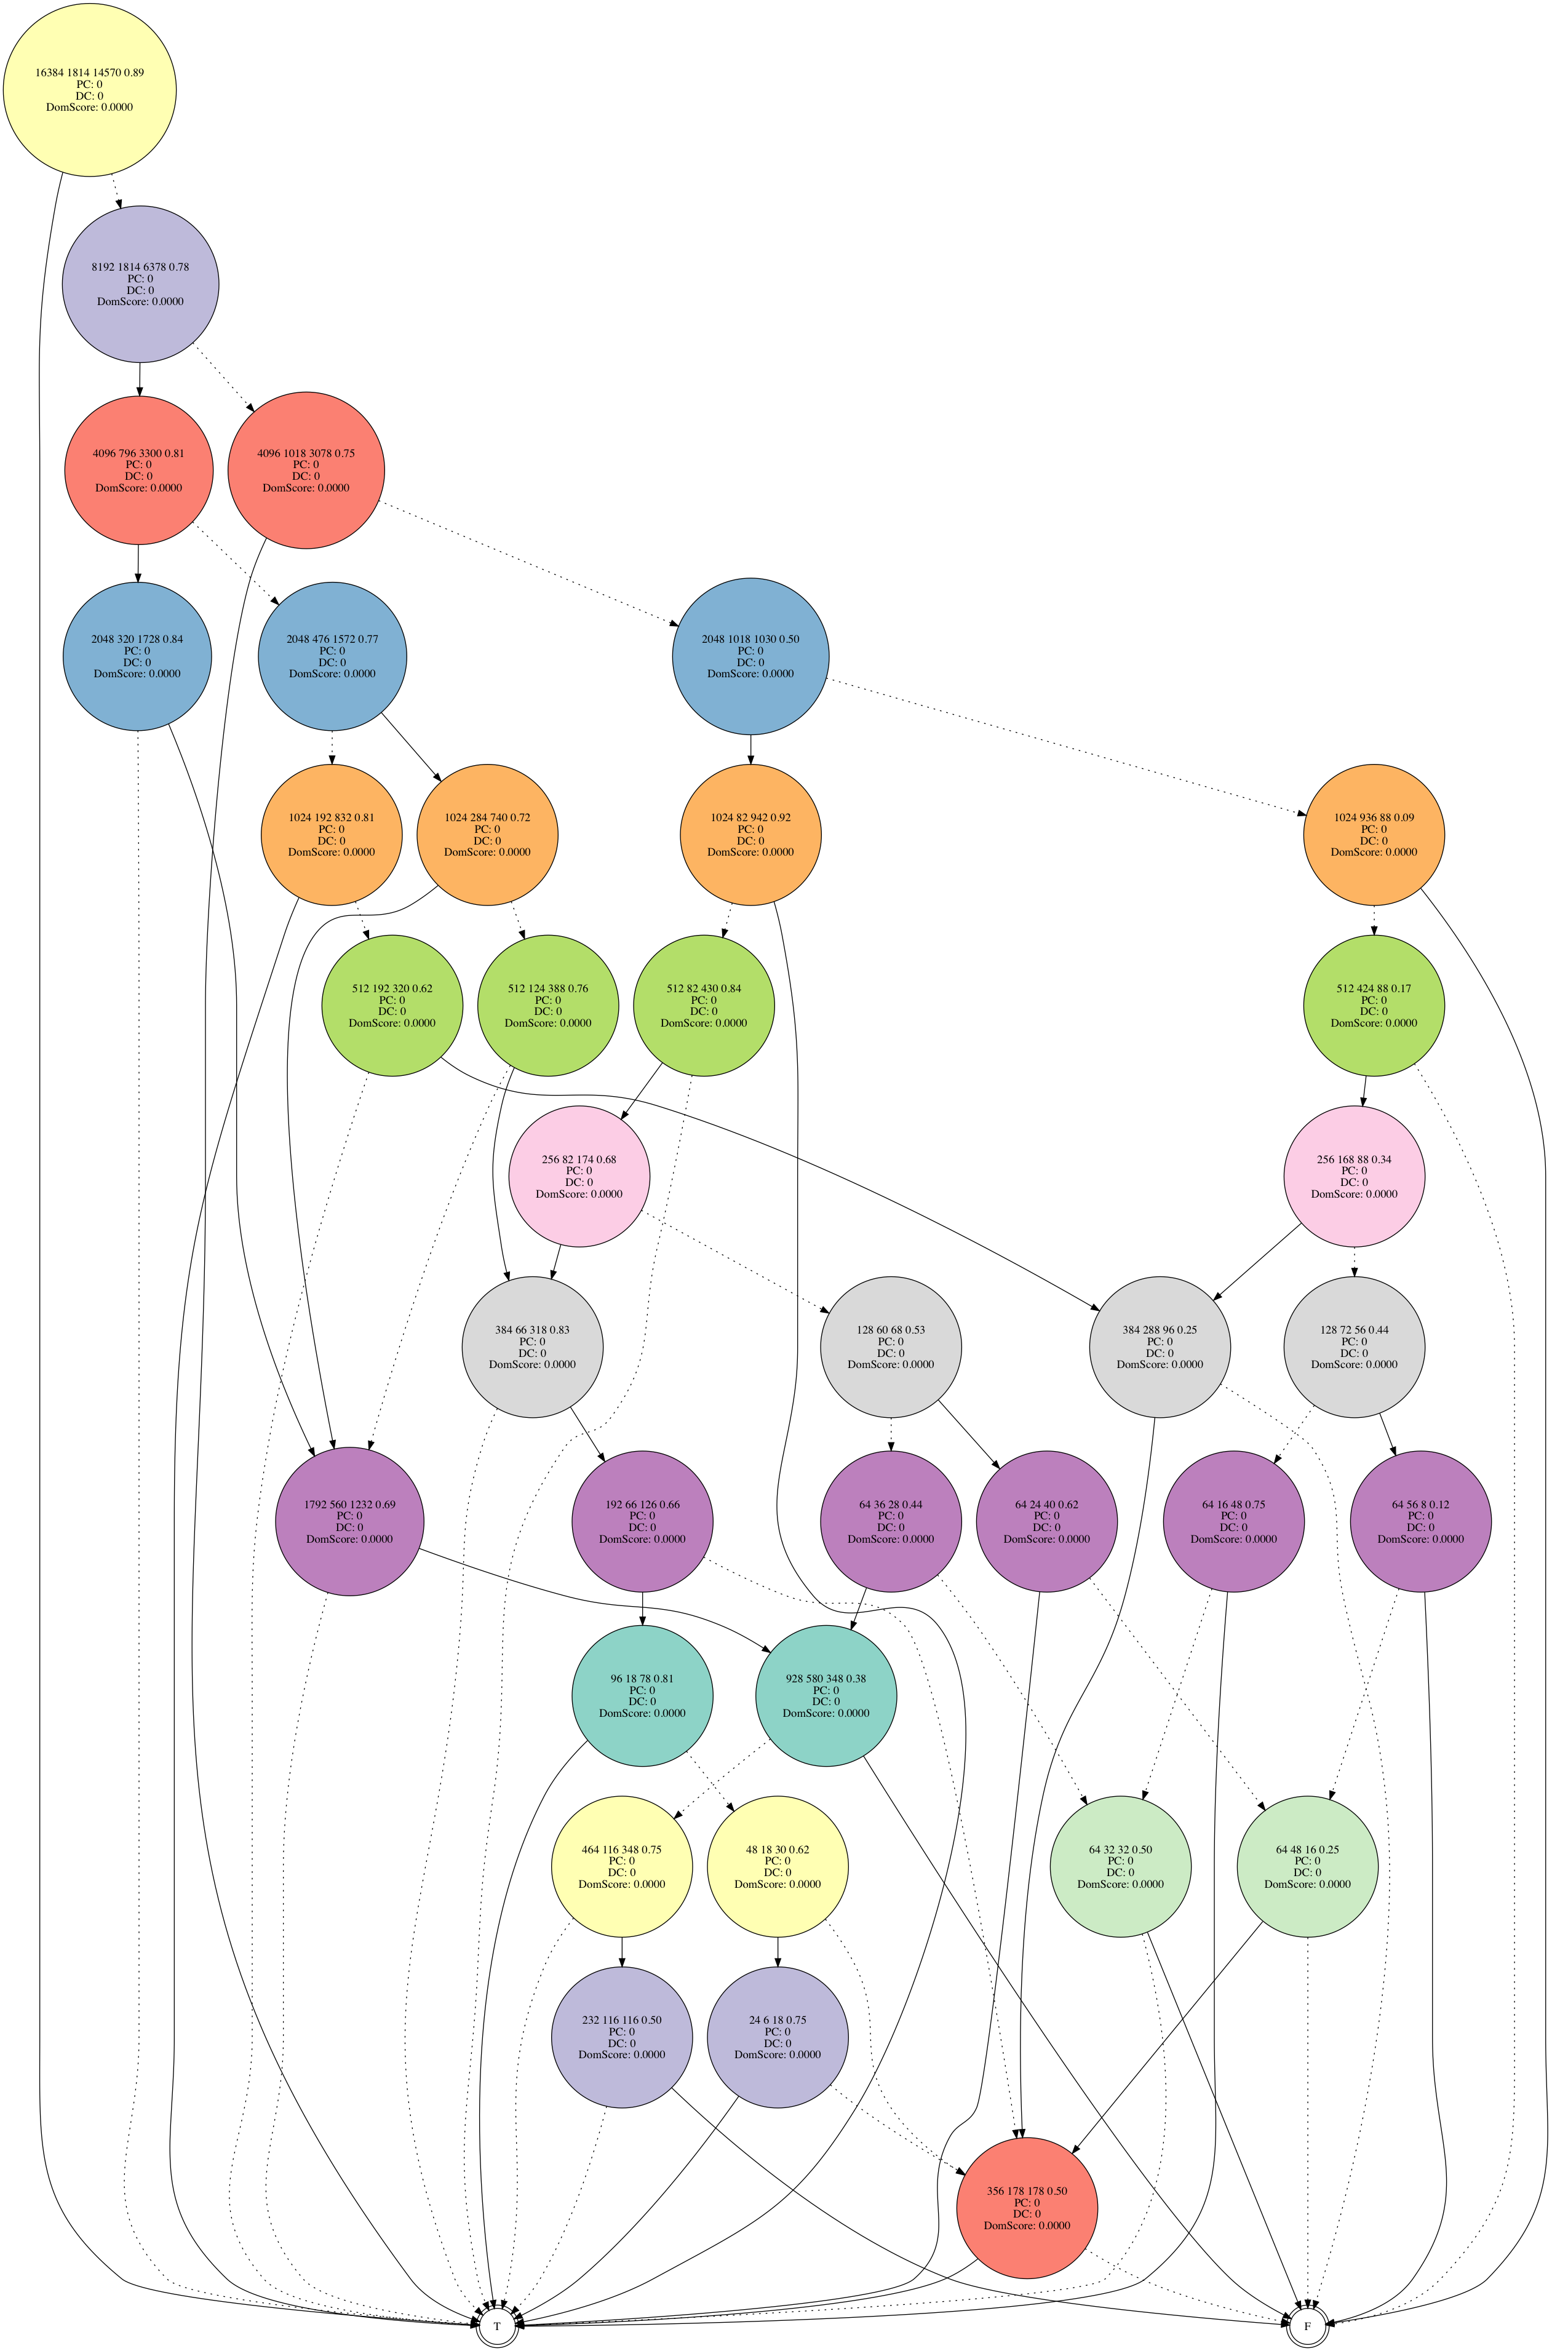 16384 1814 14570 0.89
PC: 0
DC: 0
DomScore: 0.0000
8192 1814 6378 0.78
PC: 0
DC: 0
DomScore: 0.0000
4096 796 3300 0.81
PC: 0
DC: 0
DomScore: 0.0000
4096 1018 3078 0.75
PC: 0
DC: 0
DomScore: 0.0000
2048 320 1728 0.84
PC: 0
DC: 0
DomScore: 0.0000
2048 476 1572 0.77
PC: 0
DC: 0
DomScore: 0.0000
2048 1018 1030 0.50
PC: 0
DC: 0
DomScore: 0.0000
1024 192 832 0.81
PC: 0
DC: 0
DomScore: 0.0000
1024 284 740 0.72
PC: 0
DC: 0
DomScore: 0.0000
1024 82 942 0.92
PC: 0
DC: 0
DomScore: 0.0000
1024 936 88 0.09
PC: 0
DC: 0
DomScore: 0.0000
512 192 320 0.62
PC: 0
DC: 0
DomScore: 0.0000
512 124 388 0.76
PC: 0
DC: 0
DomScore: 0.0000
512 82 430 0.84
PC: 0
DC: 0
DomScore: 0.0000
512 424 88 0.17
PC: 0
DC: 0
DomScore: 0.0000
256 82 174 0.68
PC: 0
DC: 0
DomScore: 0.0000
256 168 88 0.34
PC: 0
DC: 0
DomScore: 0.0000
384 66 318 0.83
PC: 0
DC: 0
DomScore: 0.0000
128 60 68 0.53
PC: 0
DC: 0
DomScore: 0.0000
384 288 96 0.25
PC: 0
DC: 0
DomScore: 0.0000
128 72 56 0.44
PC: 0
DC: 0
DomScore: 0.0000
1792 560 1232 0.69
PC: 0
DC: 0
DomScore: 0.0000
192 66 126 0.66
PC: 0
DC: 0
DomScore: 0.0000
64 36 28 0.44
PC: 0
DC: 0
DomScore: 0.0000
64 24 40 0.62
PC: 0
DC: 0
DomScore: 0.0000
64 16 48 0.75
PC: 0
DC: 0
DomScore: 0.0000
64 56 8 0.12
PC: 0
DC: 0
DomScore: 0.0000
96 18 78 0.81
PC: 0
DC: 0
DomScore: 0.0000
928 580 348 0.38
PC: 0
DC: 0
DomScore: 0.0000
464 116 348 0.75
PC: 0
DC: 0
DomScore: 0.0000
48 18 30 0.62
PC: 0
DC: 0
DomScore: 0.0000
64 32 32 0.50
PC: 0
DC: 0
DomScore: 0.0000
64 48 16 0.25
PC: 0
DC: 0
DomScore: 0.0000
232 116 116 0.50
PC: 0
DC: 0
DomScore: 0.0000
24 6 18 0.75
PC: 0
DC: 0
DomScore: 0.0000
356 178 178 0.50
PC: 0
DC: 0
DomScore: 0.0000
T
F